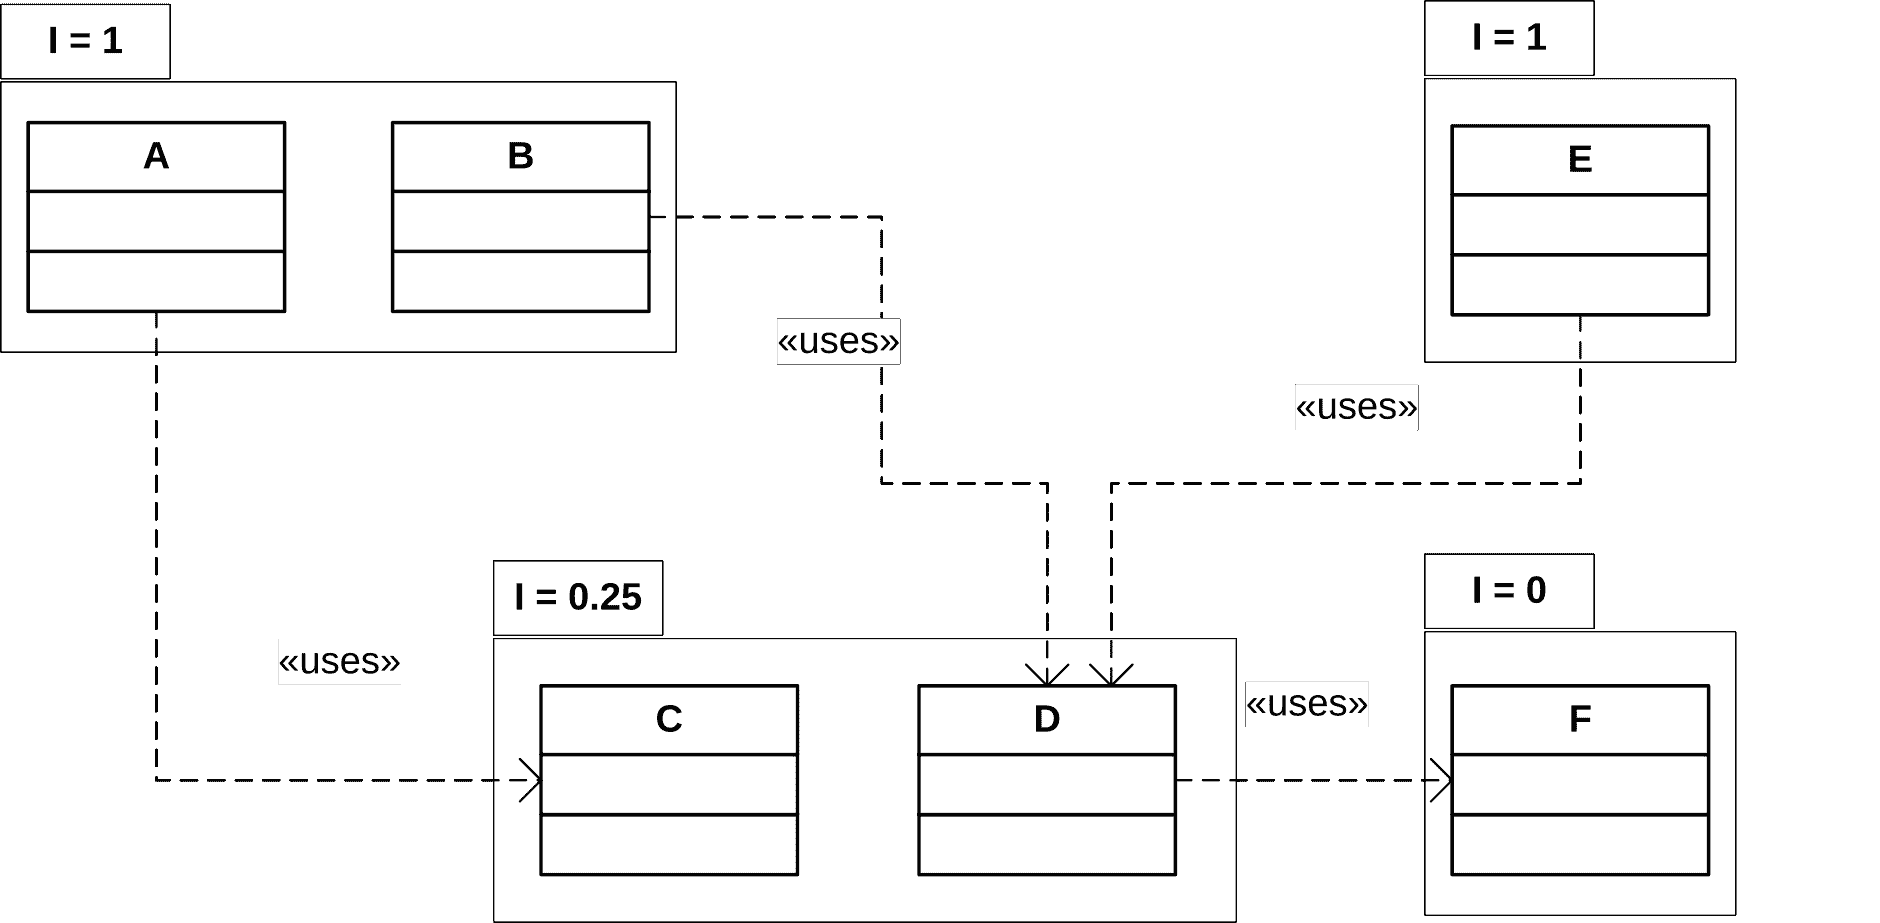 I = 1
I = 1
A
B
E
«uses»
«uses»
I = 0.25
I = 0
«uses»
«uses»
C
D
F